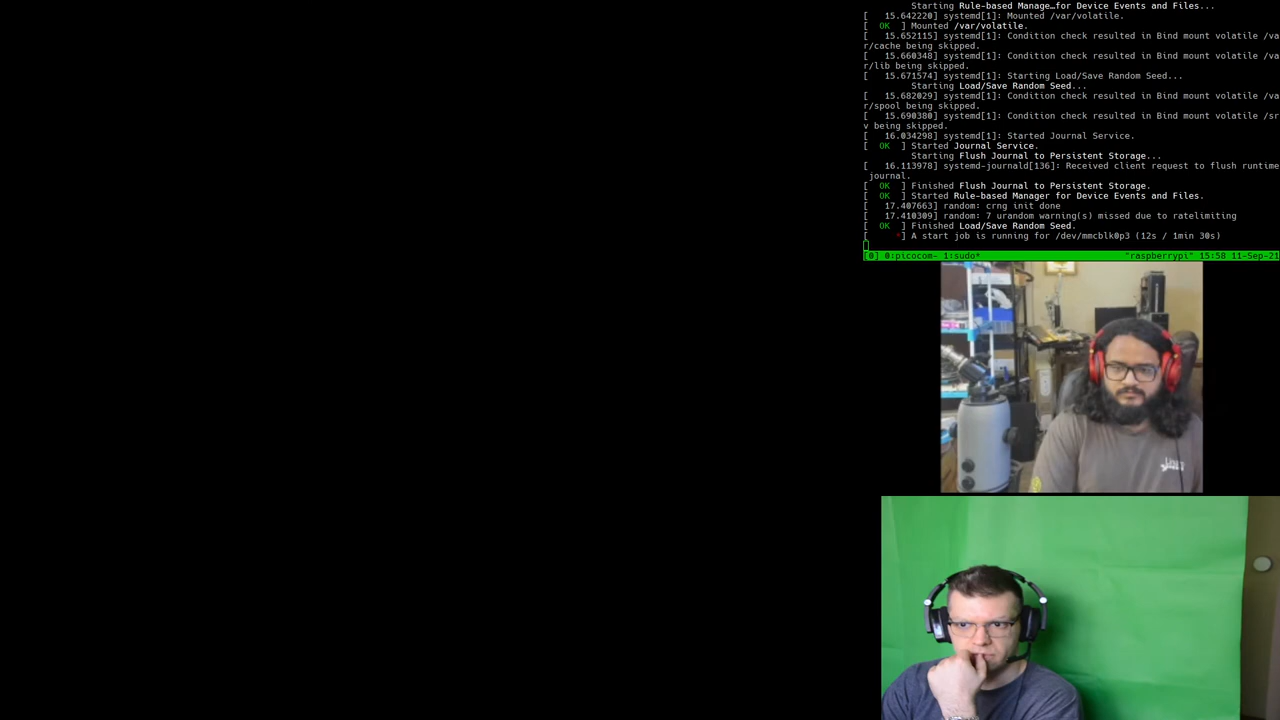 Starting Rule-based Manage…for Device Events and Files...
[   15.642220] systemd[1]: Mounted /var/volatile.
[  OK  ] Mounted /var/volatile.
[   15.652115] systemd[1]: Condition check resulted in Bind mount volatile /va
r/cache being skipped.
[   15.660348] systemd[1]: Condition check resulted in Bind mount volatile /va
r/lib being skipped.
[   15.671574] systemd[1]: Starting Load/Save Random Seed...
Starting Load/Save Random Seed...
[   15.682029] systemd[1]: Condition check resulted in Bind mount volatile /va
r/spool being skipped.
[   15.690380] systemd[1]: Condition check resulted in Bind mount volatile /sr
v being skipped.
[   16.034298] systemd[1]: Started Journal Service.
[  OK  ] Started Journal Service.
Starting Flush Journal to Persistent Storage...
[   16.113978] systemd-journald[136]: Received client request to flush runtime
journal.
[  OK  ] Finished Flush Journal to Persistent Storage.
[  OK  ] Started Rule-based Manager for Device Events and Files.
[   17.407663] random: crng init done
[   17.410309] random: 7 urandom warning(s) missed due to ratelimiting
[  OK  ] Finished Load/Save Random Seed.
[     *] A start job is running for /dev/mmcblk0p3 (12s / 1min 30s)
[0] 0:picocom- 1:sudo* "raspberrypi" 15:58 11-Sep-21